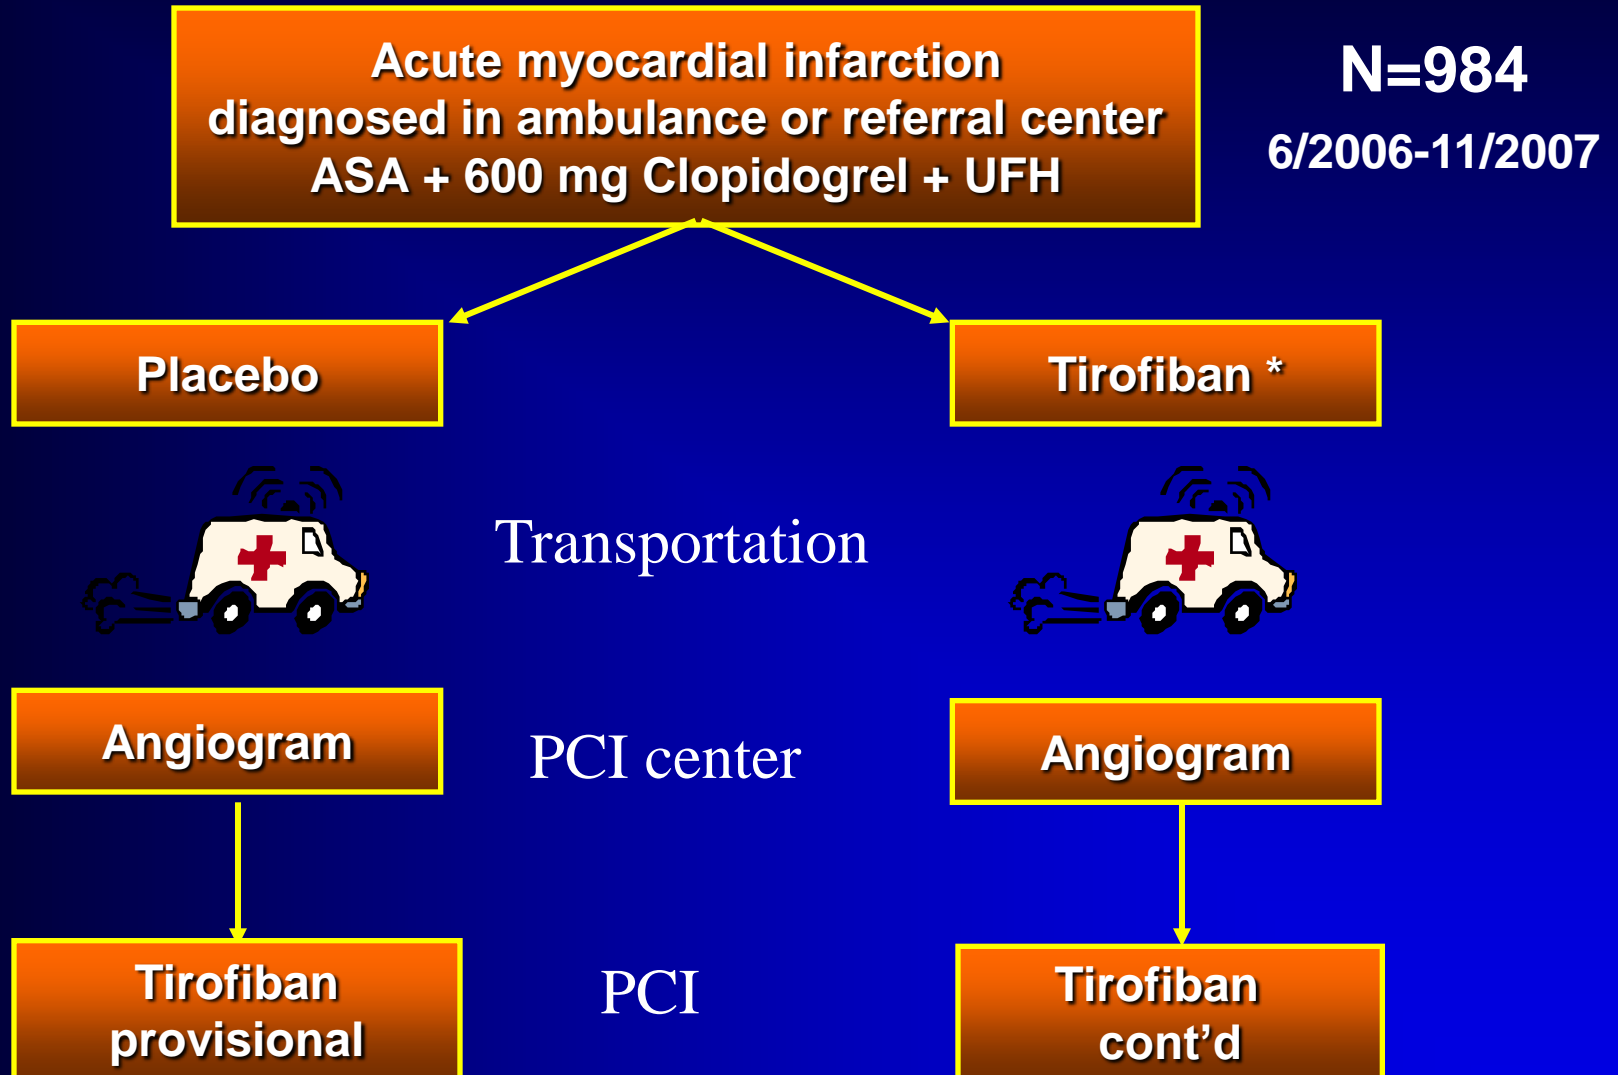 Acute myocardial infarction
diagnosed in ambulance or referral center
ASA + 600 mg Clopidogrel + UFH
N=984
6/2006-11/2007
Placebo
Tirofiban *
Transportation
Angiogram
PCI center
Angiogram
Tirofiban
provisional
PCI
Tirofiban
cont’d